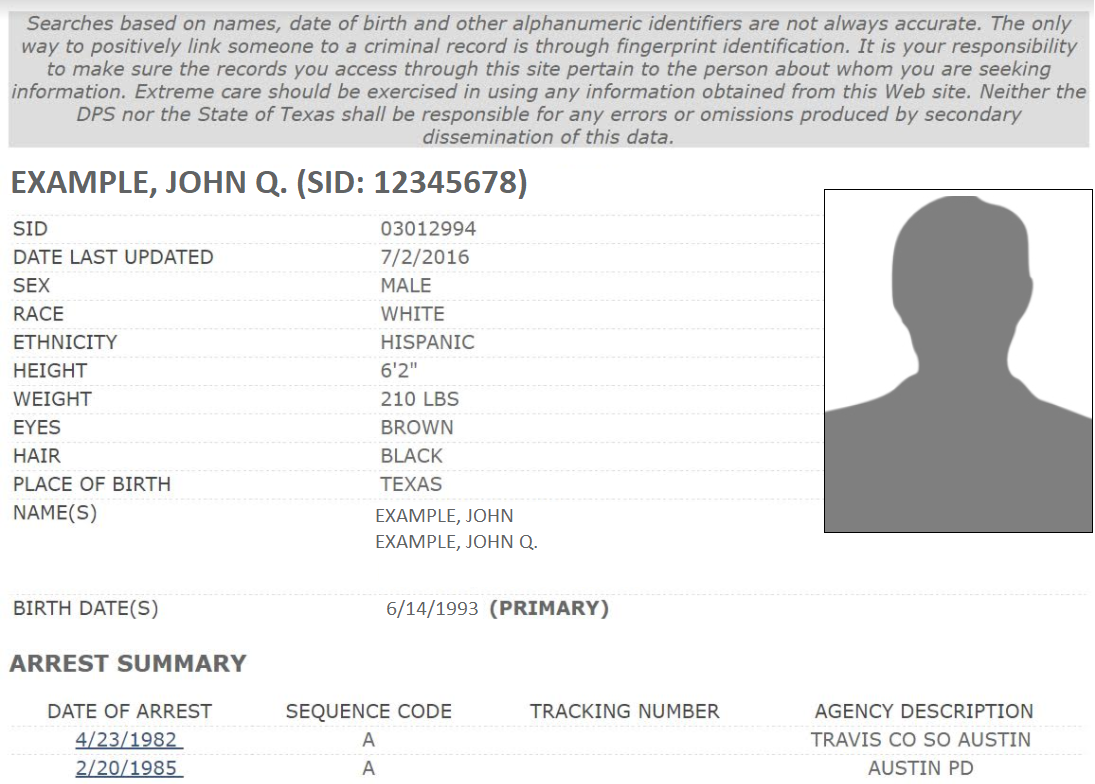 Searches based on names, date of birth and other alphanumeric identifiers are not always accurate. The only
way to positively link someone to a criminal record is through fingerprint identification. It is your responsibility
to make sure the records you access through this site pertain to the person about whom you are seeking
information. Extreme care should be exercised in using any information obtained from this Web site. Neither the
DPS nor the State of Texas shall be responsible for any errors or omissions produced by secondary
dissemination of this data.
EXAMPLE, JOHN Q. (SID: 12345678)
SID 03012994
DATE LAST UPDATED 7/2/2016
SEX MALE
RACE WHITE
ETHNICITY HISPANIC
HEIGHT 6'2"
WEIGHT 210 LBS
EYES BROWN
HAIR BLACK
PLACE OF BIRTH TEXAS
NAME(S) EXAMPLE, JOHN
EXAMPLE, JOHN Q.
BIRTH DATE(S) 6/14/1993 (PRIMARY)
ARREST SUMMARY
DATE OF ARREST SEQUENCE CODE TRACKING NUMBER AGENCY DESCRIPTION
4/23/1982 A TRAVIS CO SO AUSTIN
2/20/1985 A AUSTIN PD